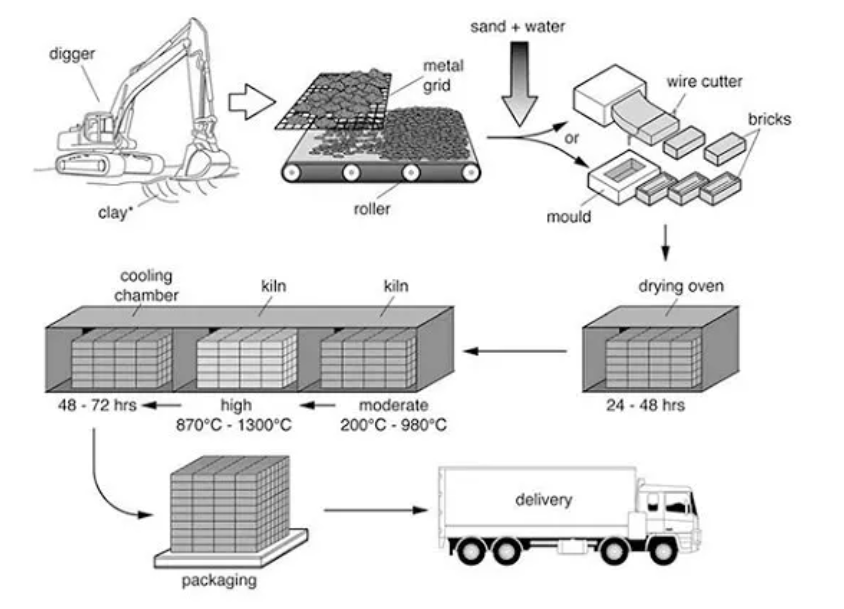 digger
clay*
metal
grid
roller
sand + water
or
wire cutter
bricks
mould
drying oven
24 - 48 hrs
kiln
moderate
200°C - 980°C
kiln
high
870°C - 1300°C
cooling
chamber
48 - 72 hrs
packaging
delivery